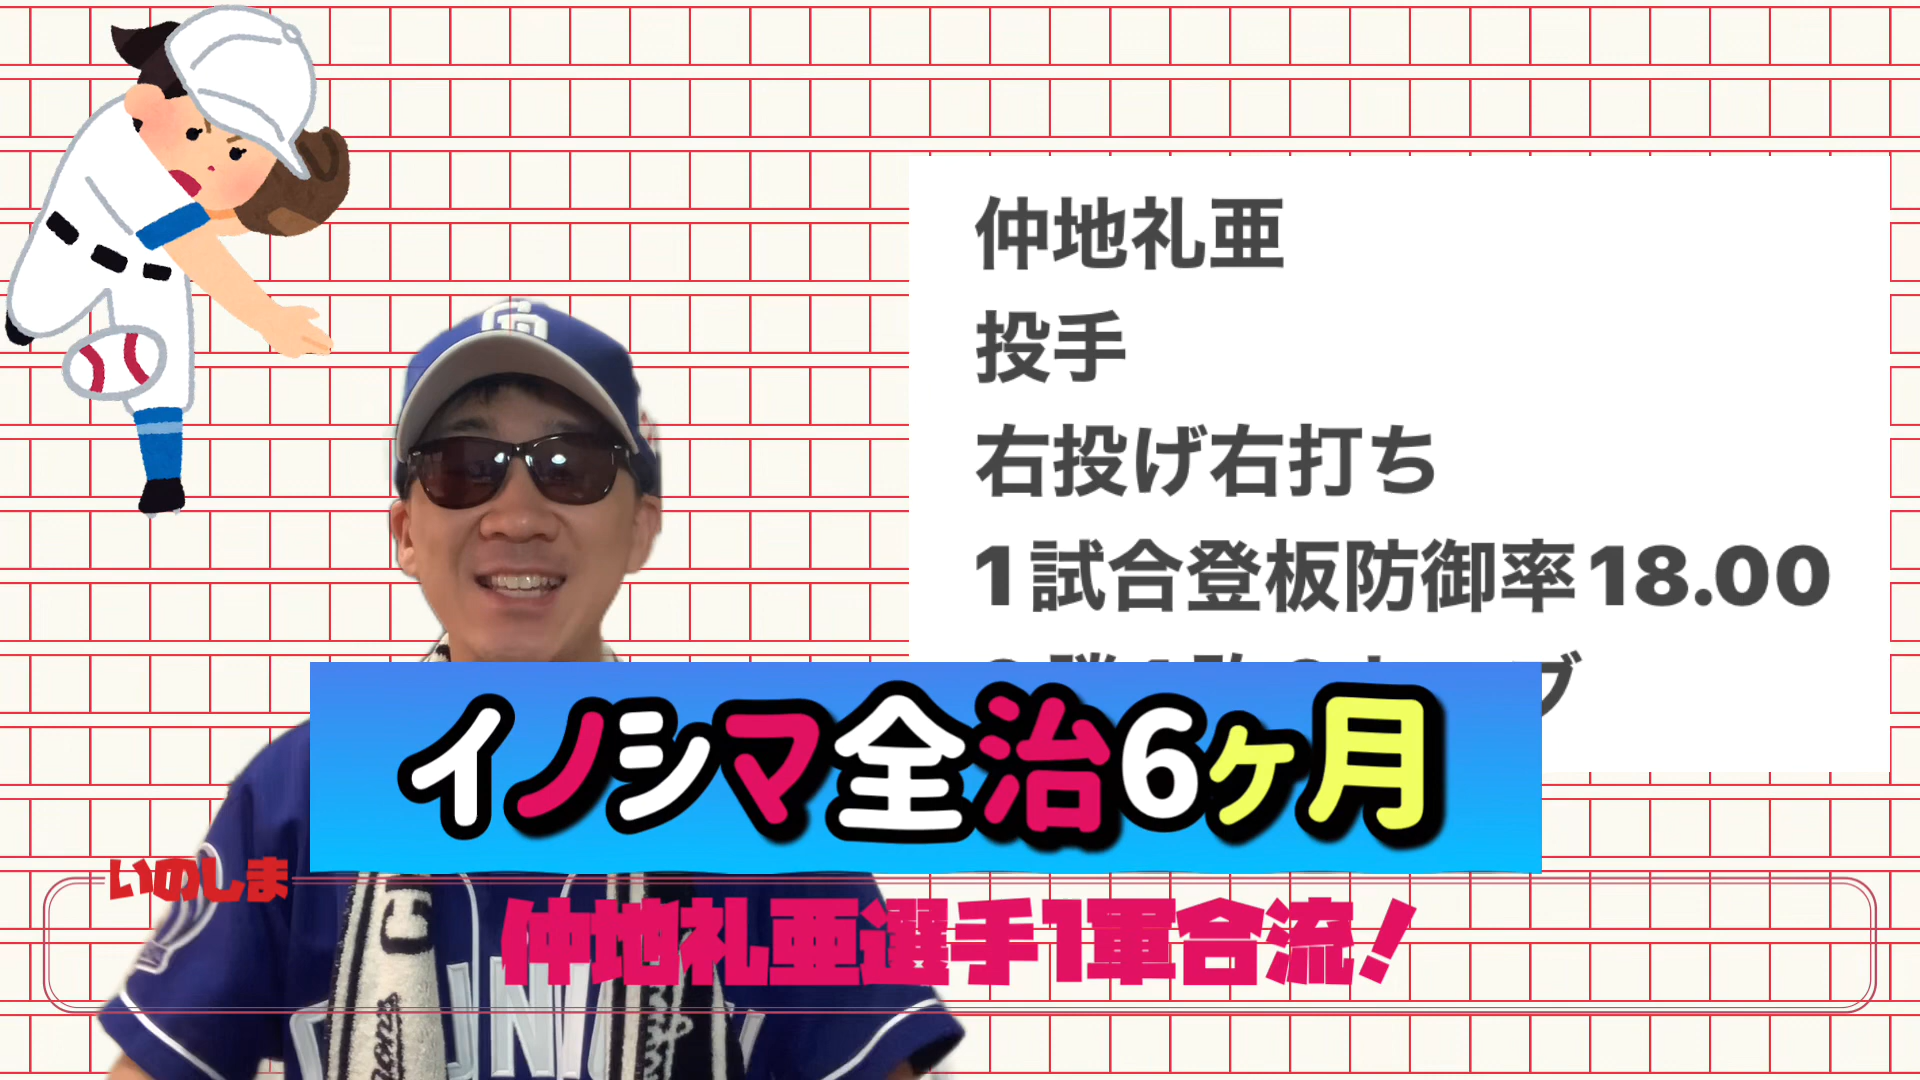 仲地礼亜
投手
右投げ右打ち
1試合登板防御率18.00
イノシマ全治6ヶ月
いのしま
仲地礼亜選手1軍合流!